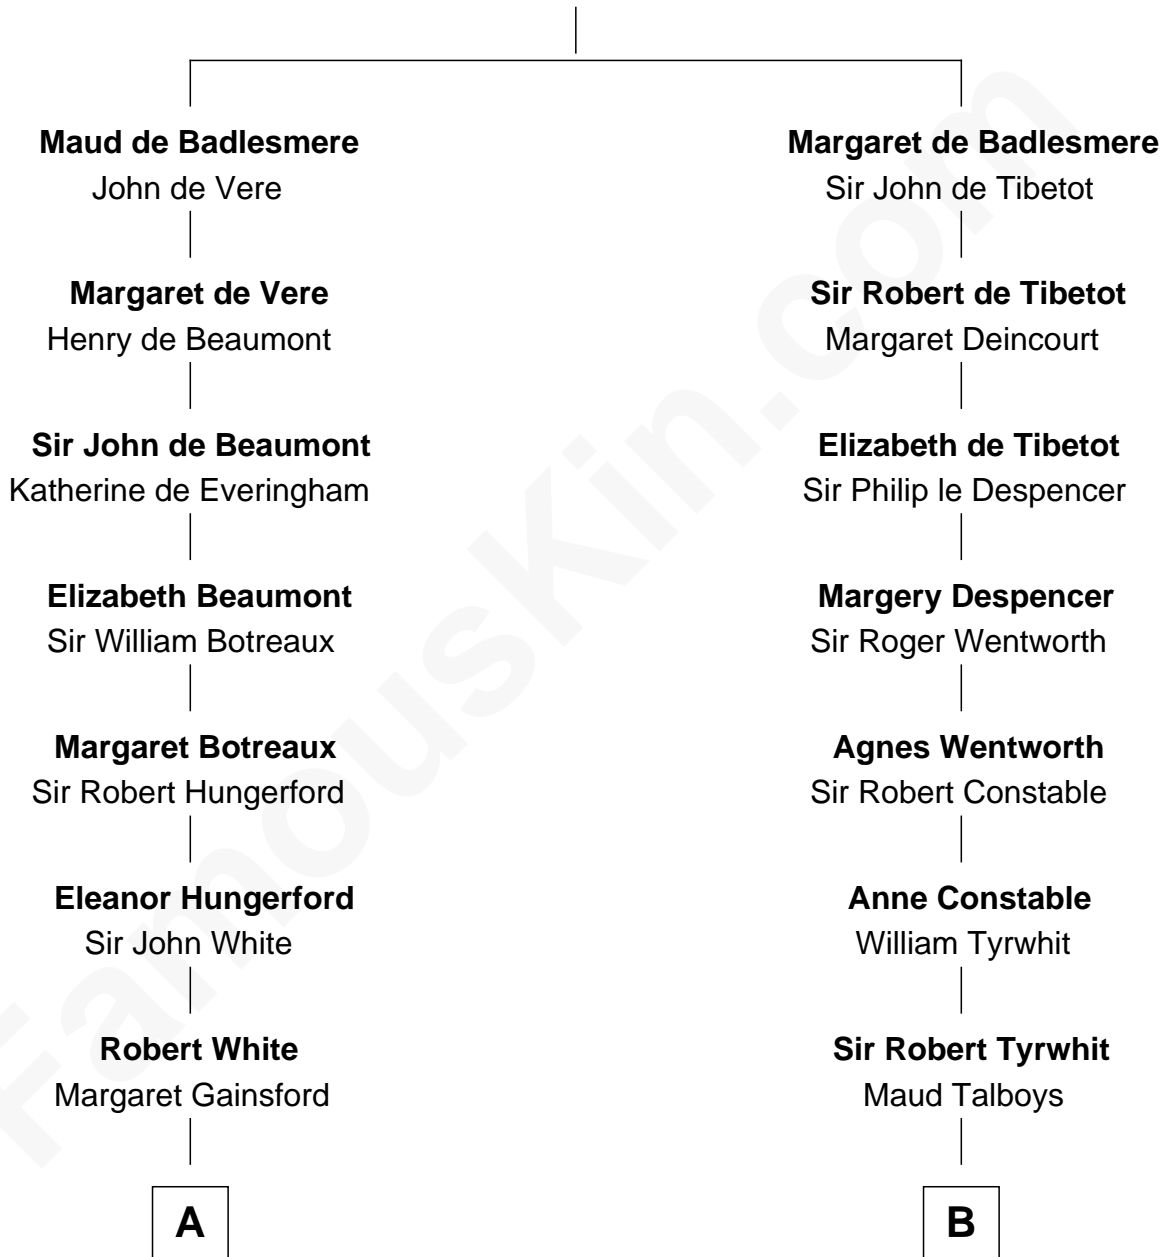 Maud de Badlesmere
John de Vere
Margaret de Vere
Henry de Beaumont
Sir John de Beaumont
Katherine de Everingham
Elizabeth Beaumont
Sir William Botreaux
Margaret Botreaux
Sir Robert Hungerford
Eleanor Hungerford
Sir John White
Robert White
Margaret Gainsford
A
Margaret de Badlesmere
Sir John de Tibetot
Sir Robert de Tibetot
Margaret Deincourt
Elizabeth de Tibetot
Sir Philip le Despencer
Margery Despencer
Sir Roger Wentworth
Agnes Wentworth
Sir Robert Constable
Anne Constable
William Tyrwhit
Sir Robert Tyrwhit
Maud Talboys
B
FamousKin.com